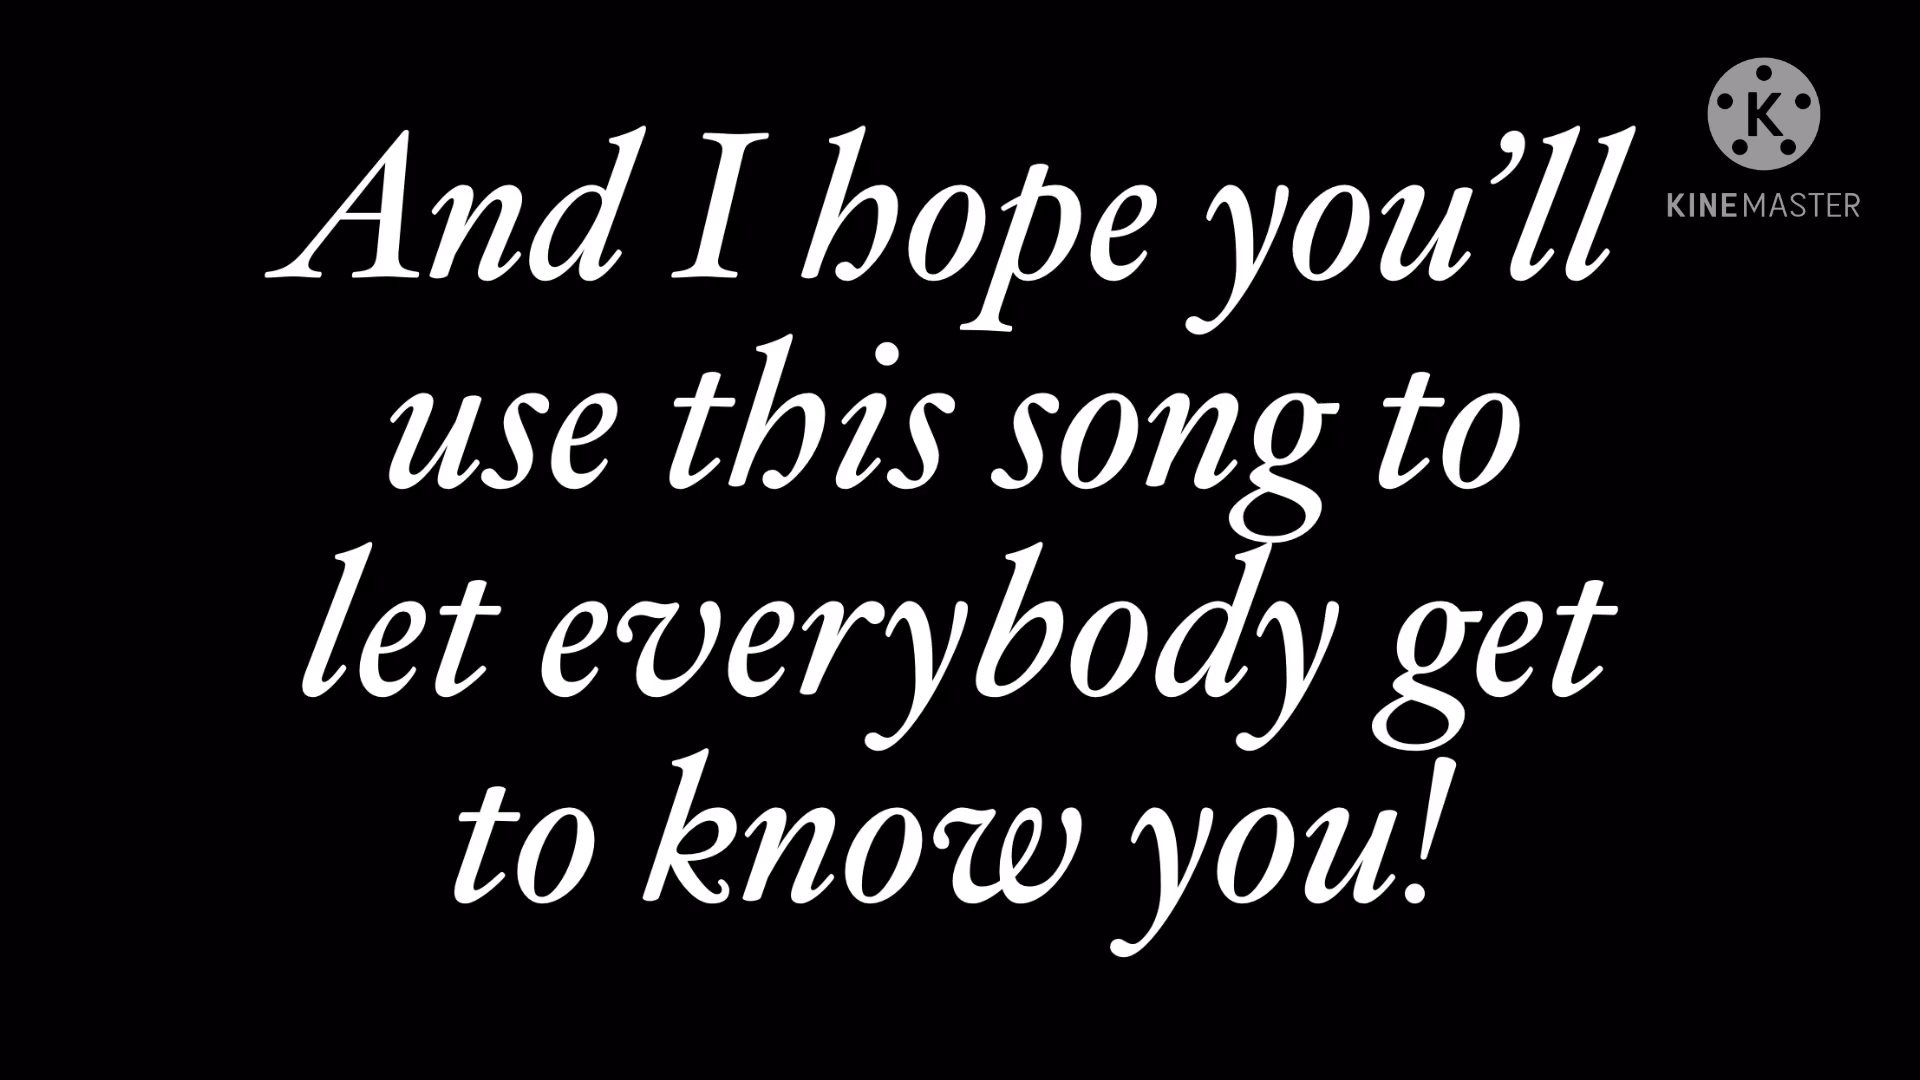 And I hope you’ll
use this song to
let everybody get
to know you!
K
KINEMASTER